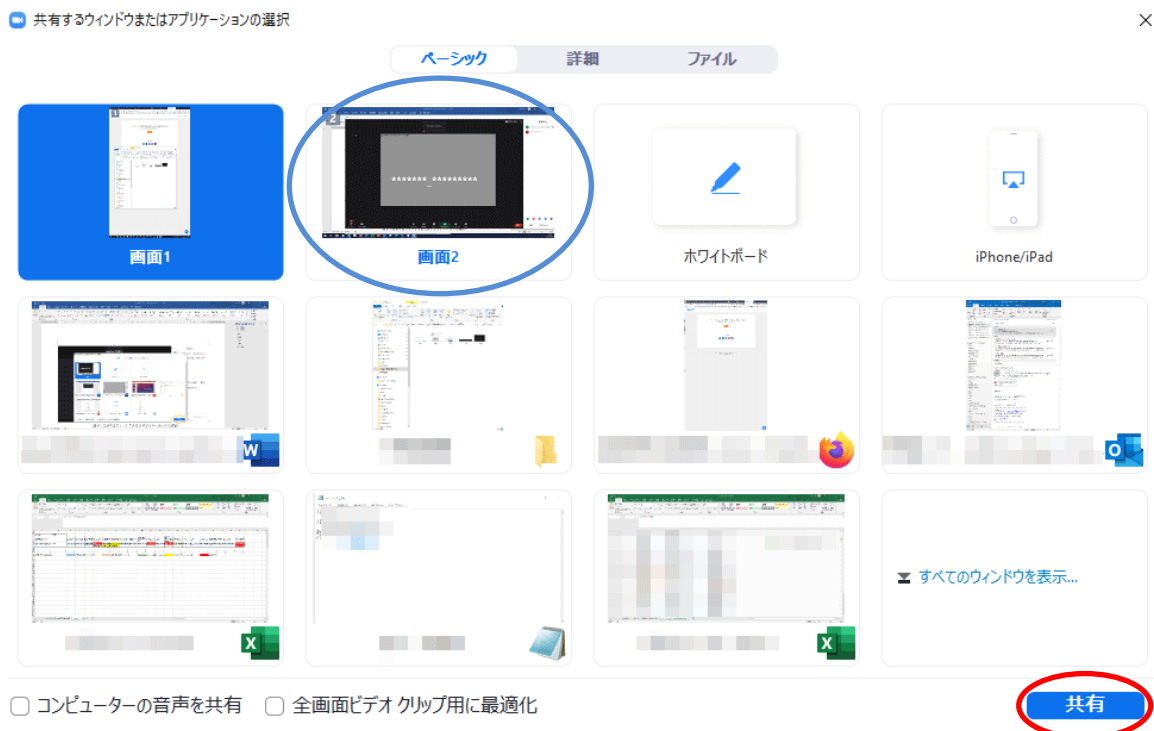 共有するウィンドウまたはアプリケーションの選択
ベーシック 詳細 ファイル
1
2
画面1 画面2 ホワイトボード iPhone/iPad
すべてのウィンドウを表示...
コンピューターの音声を共有 全画面ビデオ クリップ用に最適化 共有